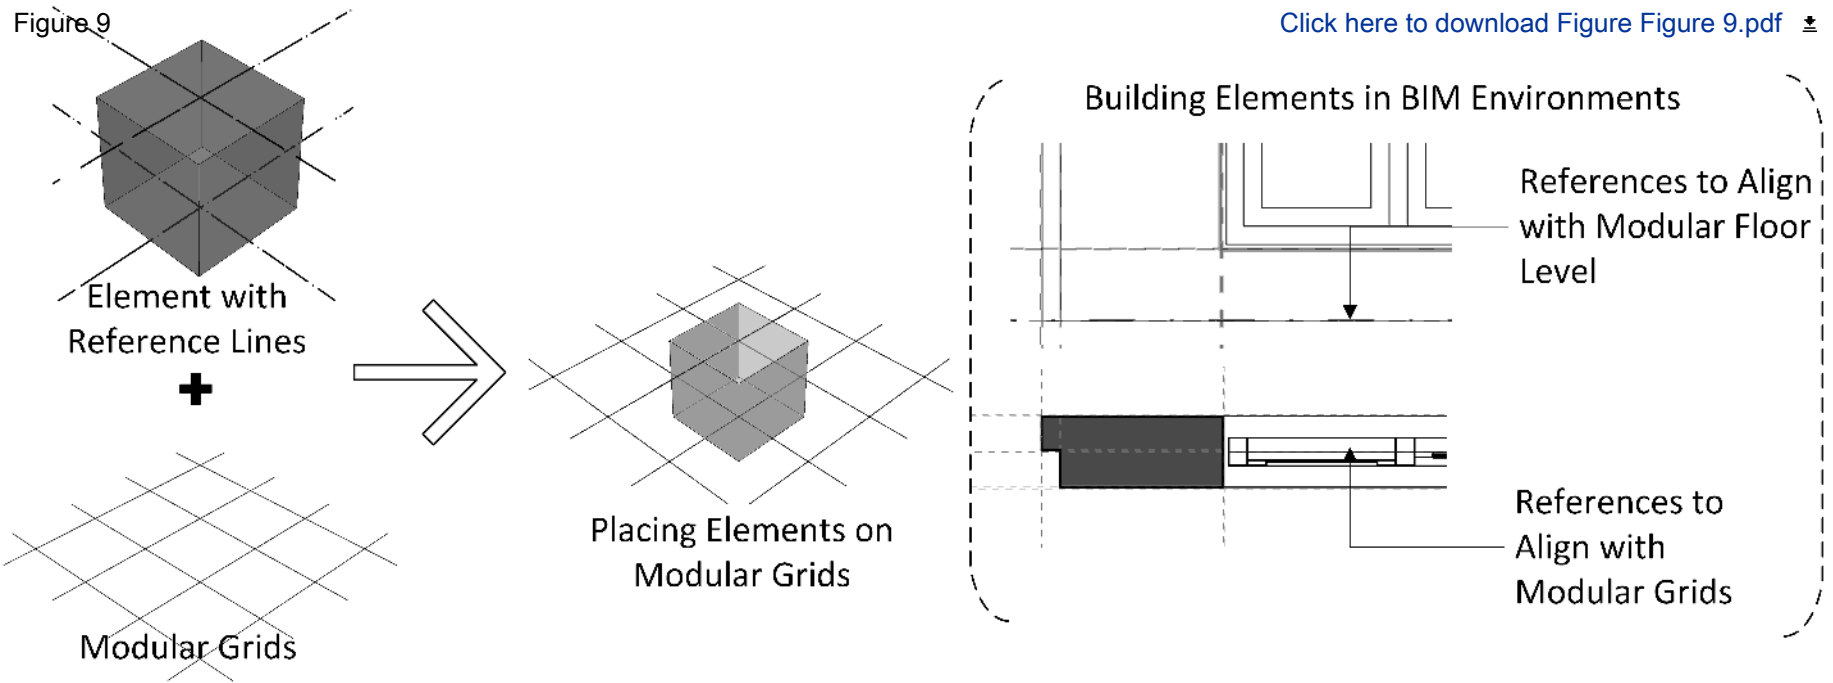 Figure 9
Click here to download Figure Figure 9.pdf
Element with
Reference Lines
Modular Grids
Placing Elements on
Modular Grids
Building Elements in BIM Environments
References to Align
with Modular Floor
Level
References to
Align with
Modular Grids